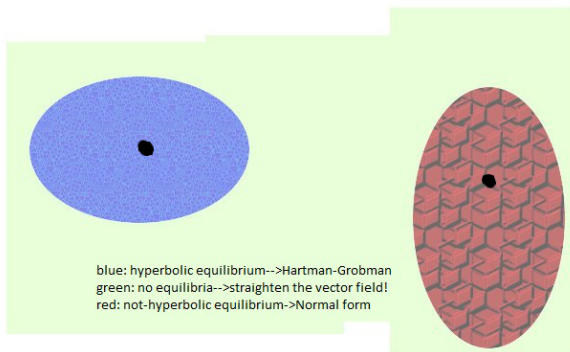 blue: hyperbolic equilibrium-->Hartman-Grobman
green: no equilibria-->straighten the vector field!
red: not-hyperbolic equilibrium->Normal form